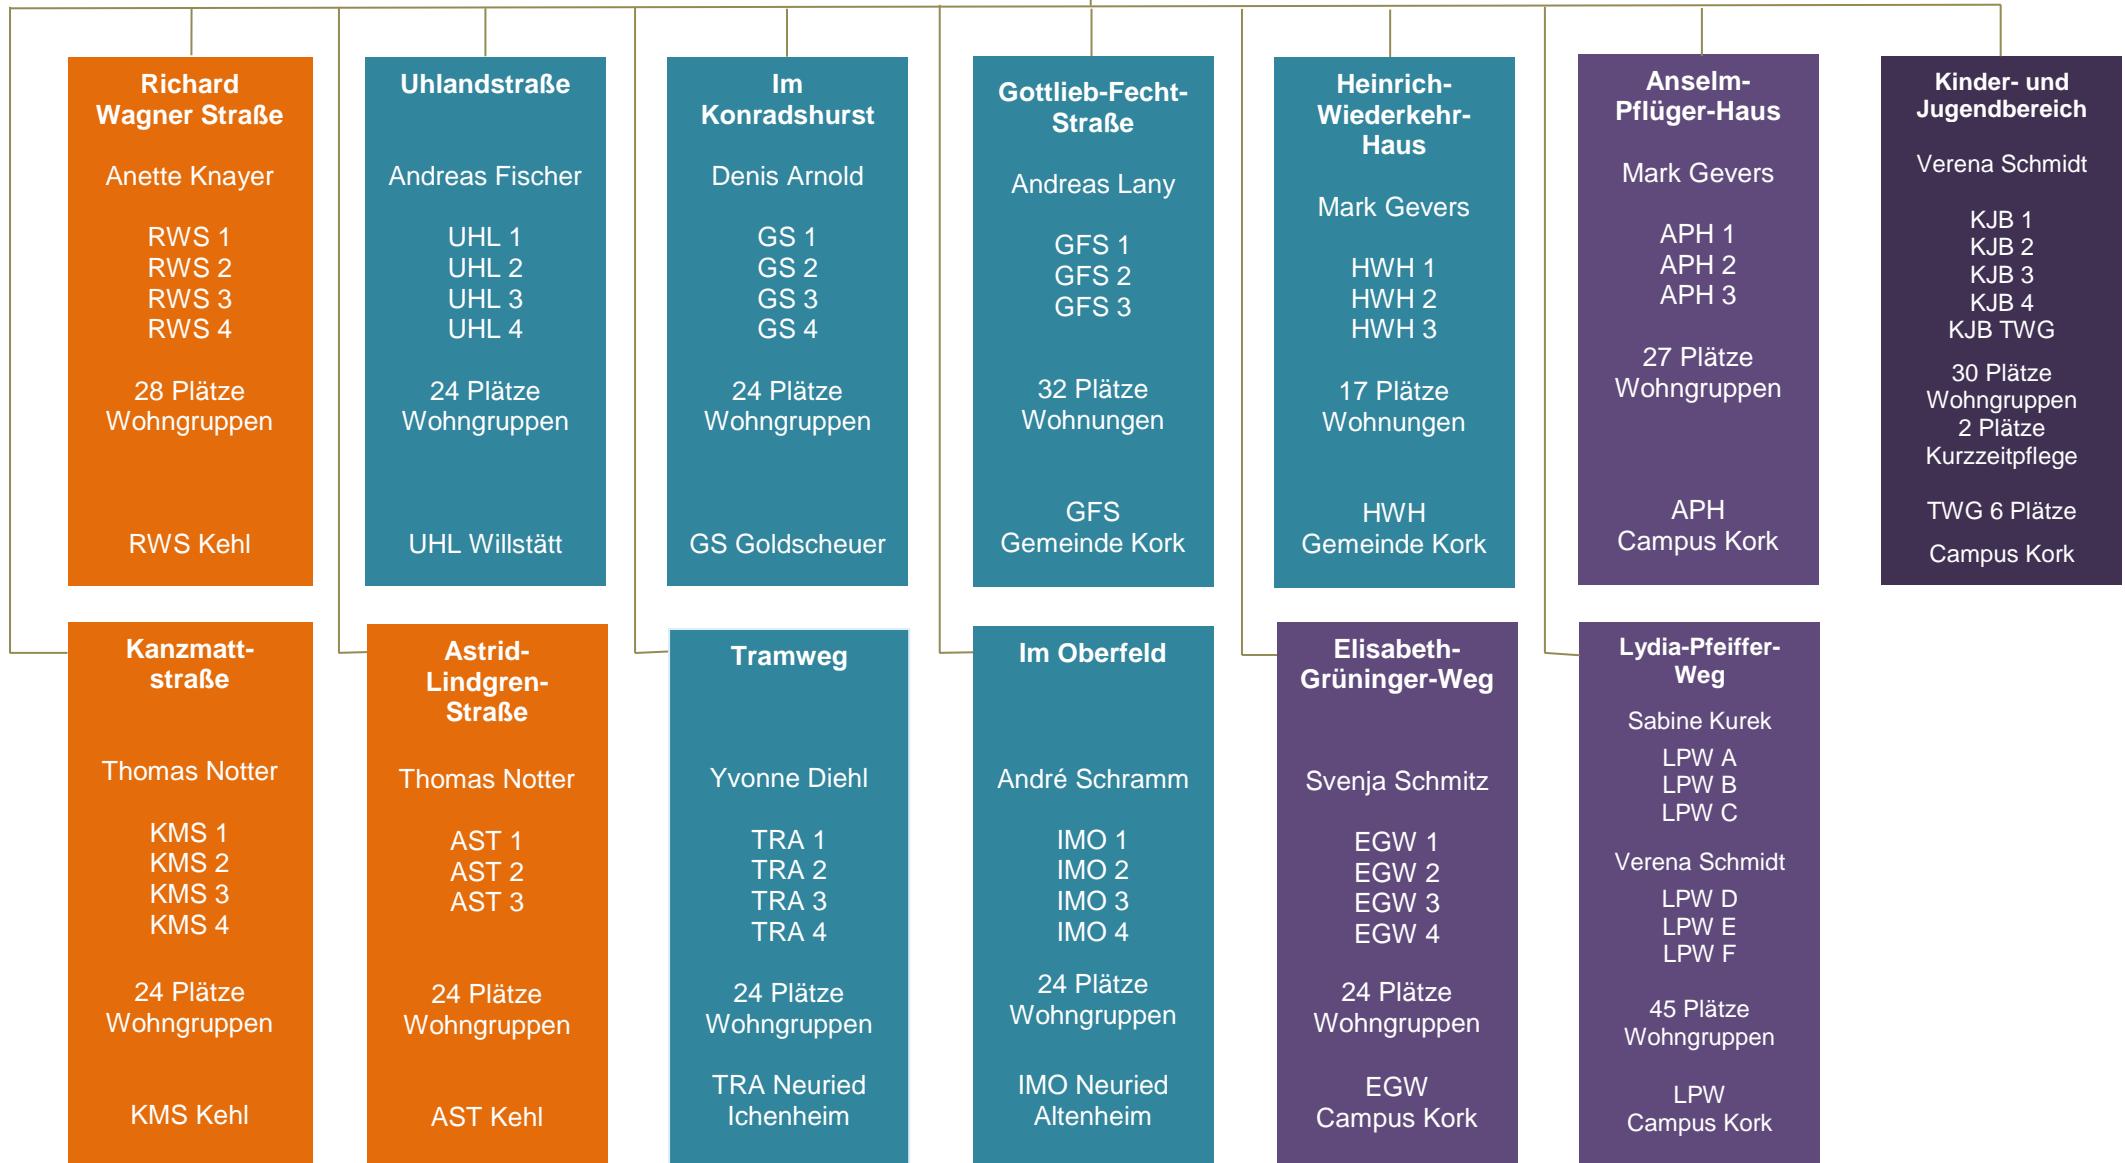 Richard
Wagner Straße
Anette Knayer
RWS 1
RWS 2
RWS 3
RWS 4
28 Plätze
Wohngruppen
RWS Kehl
Uhlandstraße
Andreas Fischer
UHL 1
UHL 2
UHL 3
UHL 4
24 Plätze
Wohngruppen
UHL Willstätt
Im
Konradshurst
Denis Arnold
GS 1
GS 2
GS 3
GS 4
24 Plätze
Wohngruppen
GS Goldscheuer
Gottlieb-Fecht-
Straße
Andreas Lany
GFS 1
GFS 2
GFS 3
32 Plätze
Wohnungen
GFS
Gemeinde Kork
Heinrich-
Wiederkehr-
Haus
Mark Gevers
HWH 1
HWH 2
HWH 3
17 Plätze
Wohnungen
HWH
Gemeinde Kork
Anselm-
Pflüger-Haus
Mark Gevers
APH 1
APH 2
APH 3
27 Plätze
Wohngruppen
APH
Campus Kork
Kinder- und
Jugendbereich
Verena Schmidt
KJB 1
KJB 2
KJB 3
KJB 4
KJB TWG
30 Plätze
Wohngruppen
2 Plätze
Kurzzeitpflege
TWG 6 Plätze
Campus Kork
Kanzmatt-
straße
Thomas Notter
KMS 1
KMS 2
KMS 3
KMS 4
24 Plätze
Wohngruppen
KMS Kehl
Astrid-
Lindgren-
Straße
Thomas Notter
AST 1
AST 2
AST 3
24 Plätze
Wohngruppen
AST Kehl
Tramweg
Yvonne Diehl
TRA 1
TRA 2
TRA 3
TRA 4
24 Plätze
Wohngruppen
TRA Neuried
Ichenheim
Im Oberfeld
André Schramm
IMO 1
IMO 2
IMO 3
IMO 4
24 Plätze
Wohngruppen
IMO Neuried
Altenheim
Elisabeth-
Grüninger-Weg
Svenja Schmitz
EGW 1
EGW 2
EGW 3
EGW 4
24 Plätze
Wohngruppen
EGW
Campus Kork
Lydia-Pfeiffer-
Weg
Sabine Kurek
LPW A
LPW B
LPW C
Verena Schmidt
LPW D
LPW E
LPW F
45 Plätze
Wohngruppen
LPW
Campus Kork